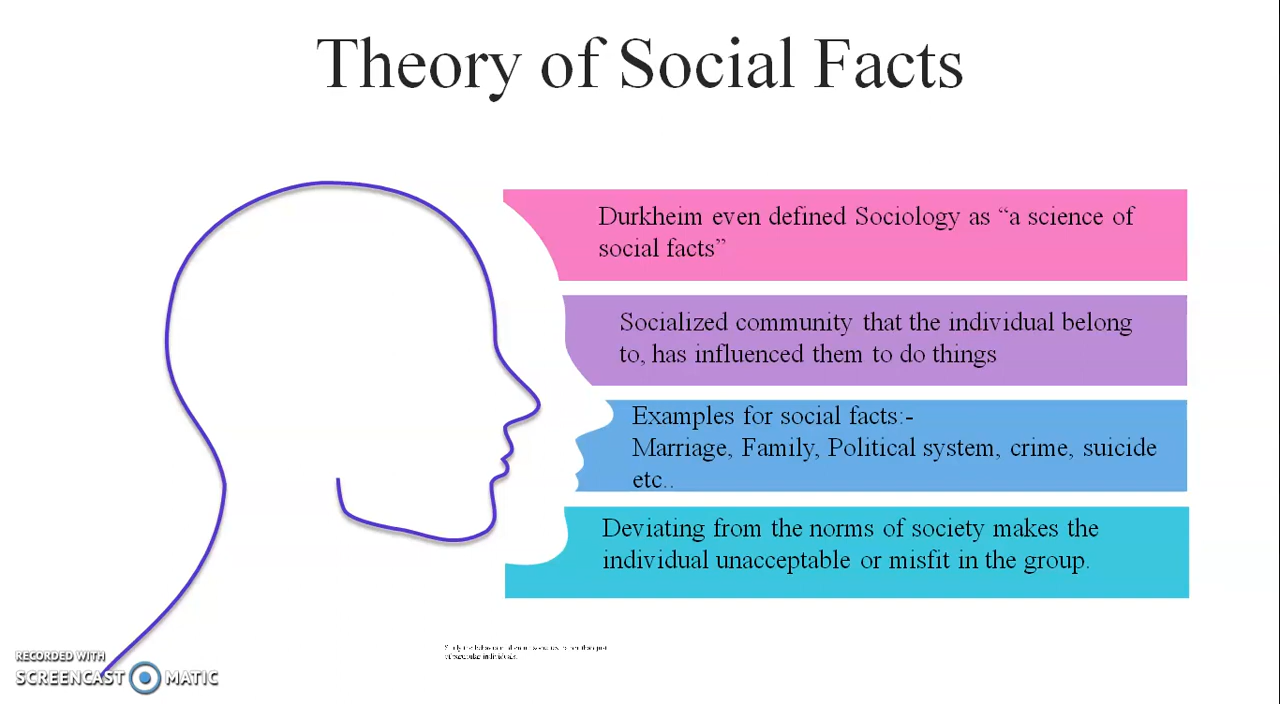 Theory of Social Facts
Durkheim even defined Sociology as “a science of
social facts”
Socialized community that the individual belong
to, has influenced them to do things
Examples for social facts:-
Marriage, Family, Political system, crime, suicide
etc..
Deviating from the norms of society makes the
individual unacceptable or misfit in the group.
RECORDED WITH
SCREENCAST MATIC
individuals.